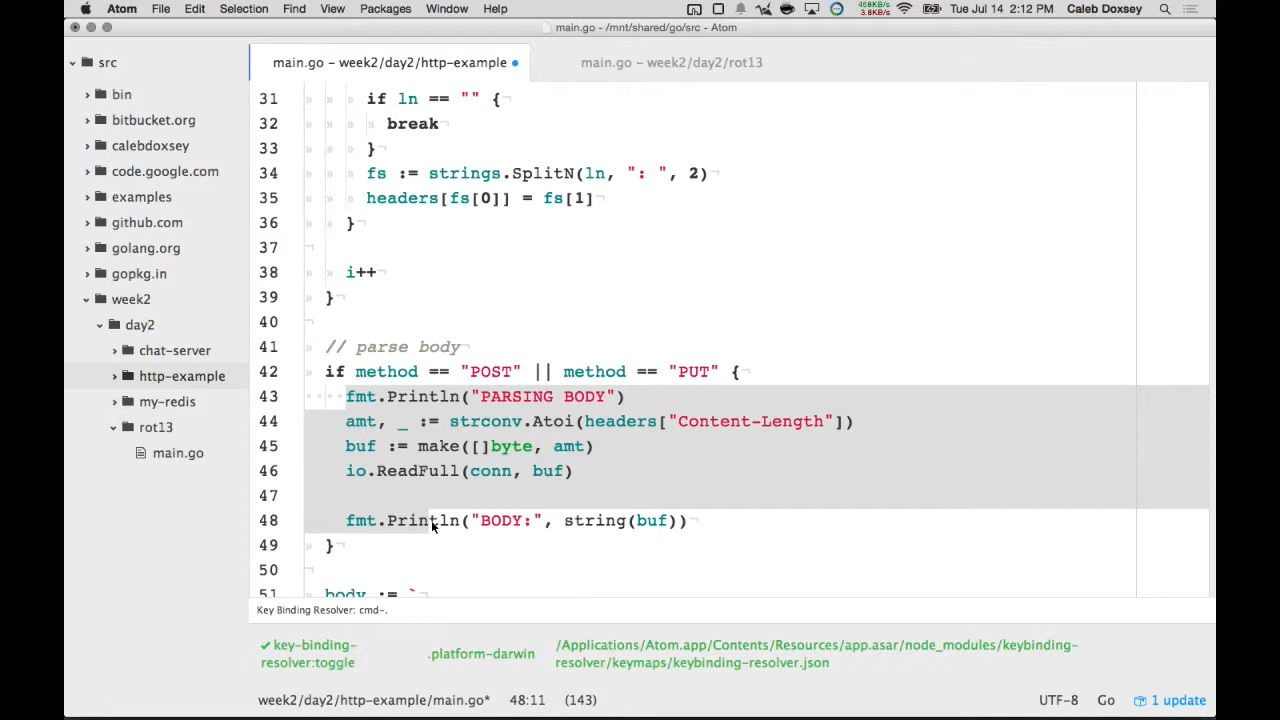 Atom File Edit Selection Find View Packages Window Help
3.8KB/s Tue Jul 14 2:12 PM Caleb Doxsey
main.go - /mnt/shared/go/src - Atom
src
main.go – week2/day2/http-example
main.go – week2/day2/rot13
bin
bitbucket.org
calebdoxsey
code.google.com
examples
github.com
golang.org
gopkg.in
week2
day2
chat-server
http-example
my-redis
rot13
main.go
31 if ln == "" {
32 break
33 }
34 fs := strings.SplitN(ln, ": ", 2)
35 headers[fs[0]] = fs[1]
36 }
37
38 i++
39 }
40
41 // parse body
42 if method == "POST" || method == "PUT" {
43 fmt.Println("PARSING BODY")
44 amt, _ := strconv.Atoi(headers["Content-Length"])
45 buf := make([]byte, amt)
46 io.ReadFull(conn, buf)
47
48 fmt.Println("BODY:", string(buf))
49 }
50
51 body := `
Key Binding Resolver: cmd-.
key-binding-resolver:toggle
.platform-darwin
/Applications/Atom.app/Contents/Resources/app.asar/node_modules/keybinding-
resolver/keymaps/keybinding-resolver.json
week2/day2/http-example/main.go* 48:11 (143) UTF-8 Go 1 update